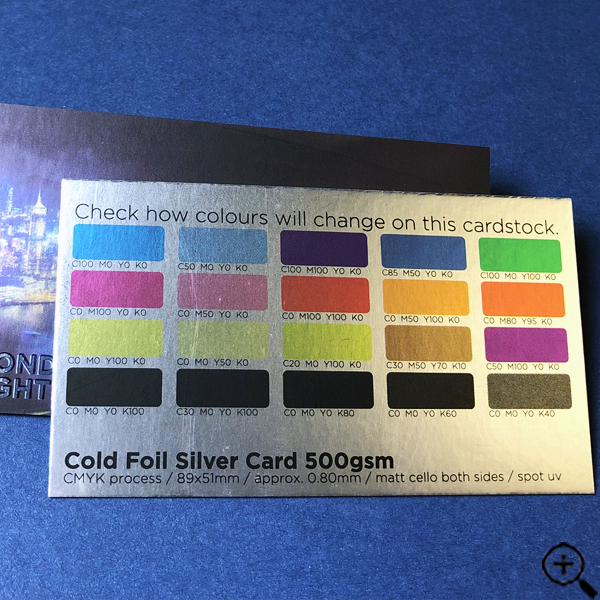 Check how colours will change on this cardstock.
C100 M0 Y0 K0 C50 M0 Y0 K0 C100 M100 Y0 K0 C85 M50 Y0 K0 C100 M0 Y100 K0
C0 M100 Y0 K0 C0 M50 Y0 K0 C0 M100 Y100 K0 C0 M50 Y100 K0 C0 M80 Y95 K0
C0 M0 Y100 K0 C0 M0 Y50 K0 C20 M0 Y100 K0 C30 M50 Y70 K10 C50 M100 Y0 K0
C0 M0 Y0 K100 C30 M0 Y0 K100 C0 M0 Y0 K80 C0 M0 Y0 K60 C0 M0 Y0 K40
OND
GHT
Cold Foil Silver Card 500gsm
CMYK process / 89x51mm / approx. 0.80mm / matt cello both sides / spot uv